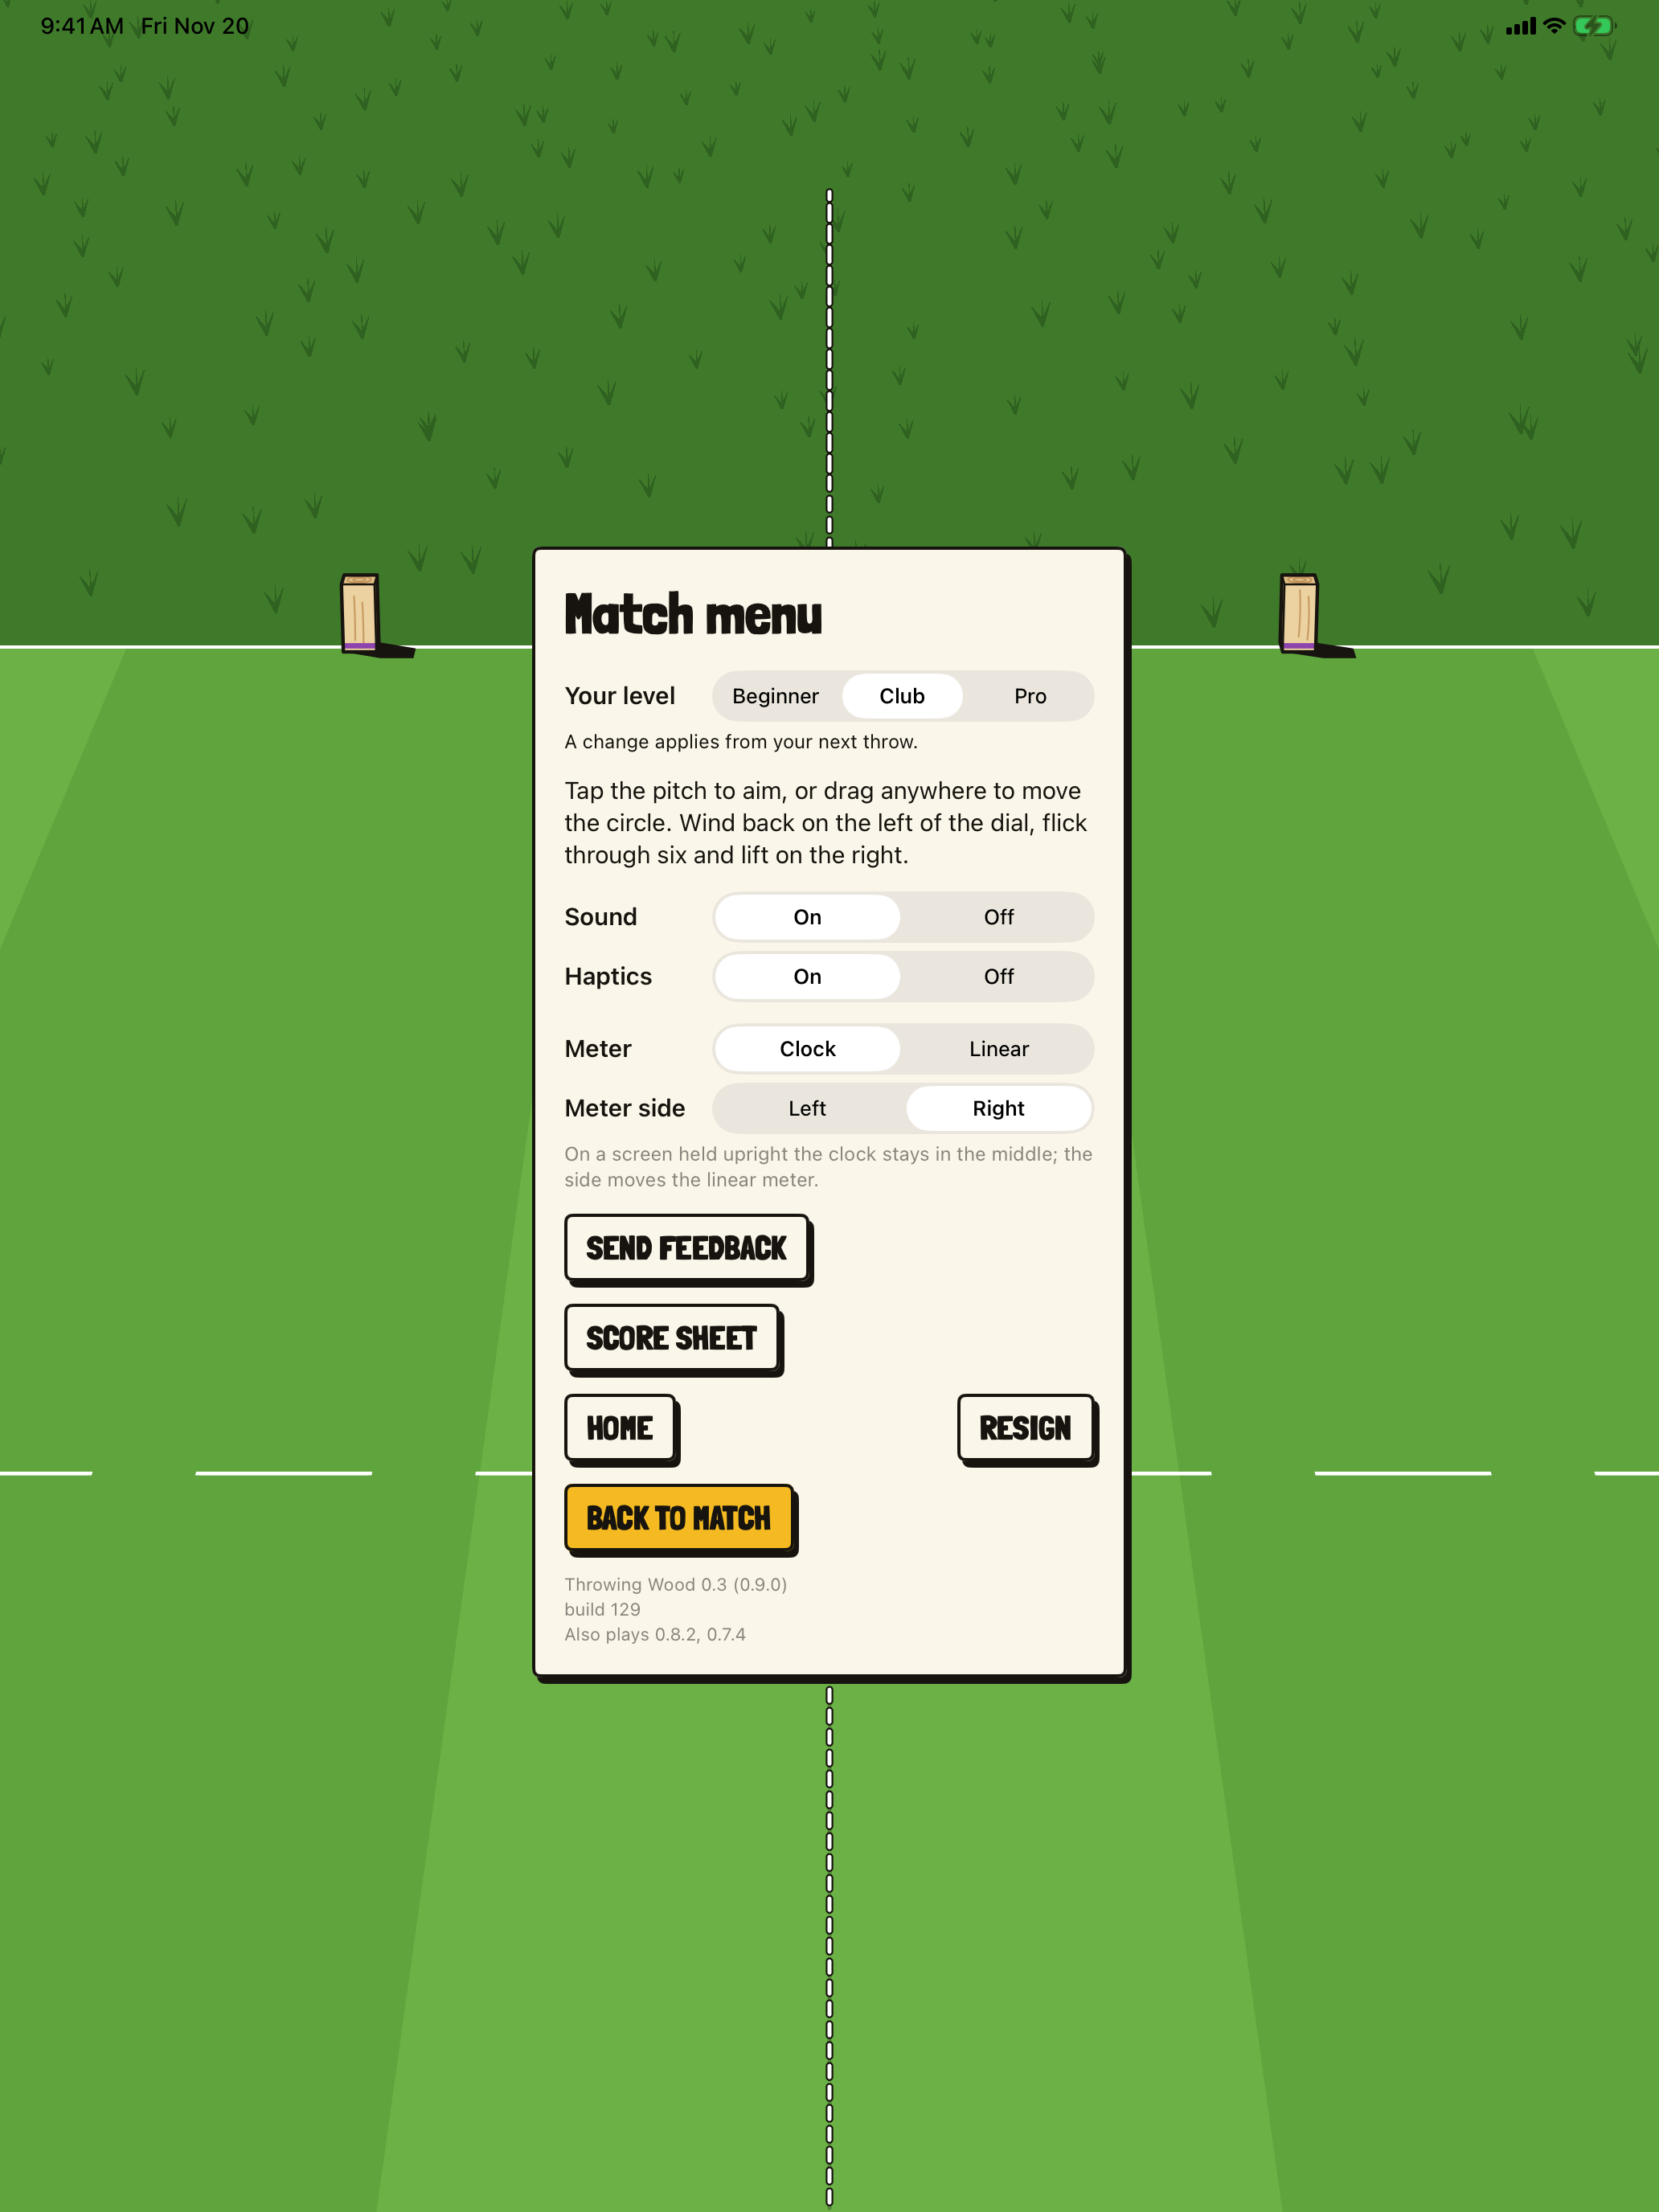 9:41 AM Fri Nov 20
Match menu
Your level Beginner Club Pro
A change applies from your next throw.
Tap the pitch to aim, or drag anywhere to move
the circle. Wind back on the left of the dial, flick
through six and lift on the right.
Sound On Off
Haptics On Off
Meter Clock Linear
Meter side Left Right
On a screen held upright the clock stays in the middle; the
side moves the linear meter.
SEND FEEDBACK
SCORE SHEET
HOME RESIGN
BACK TO MATCH
Throwing Wood 0.3 (0.9.0)
build 129
Also plays 0.8.2, 0.7.4